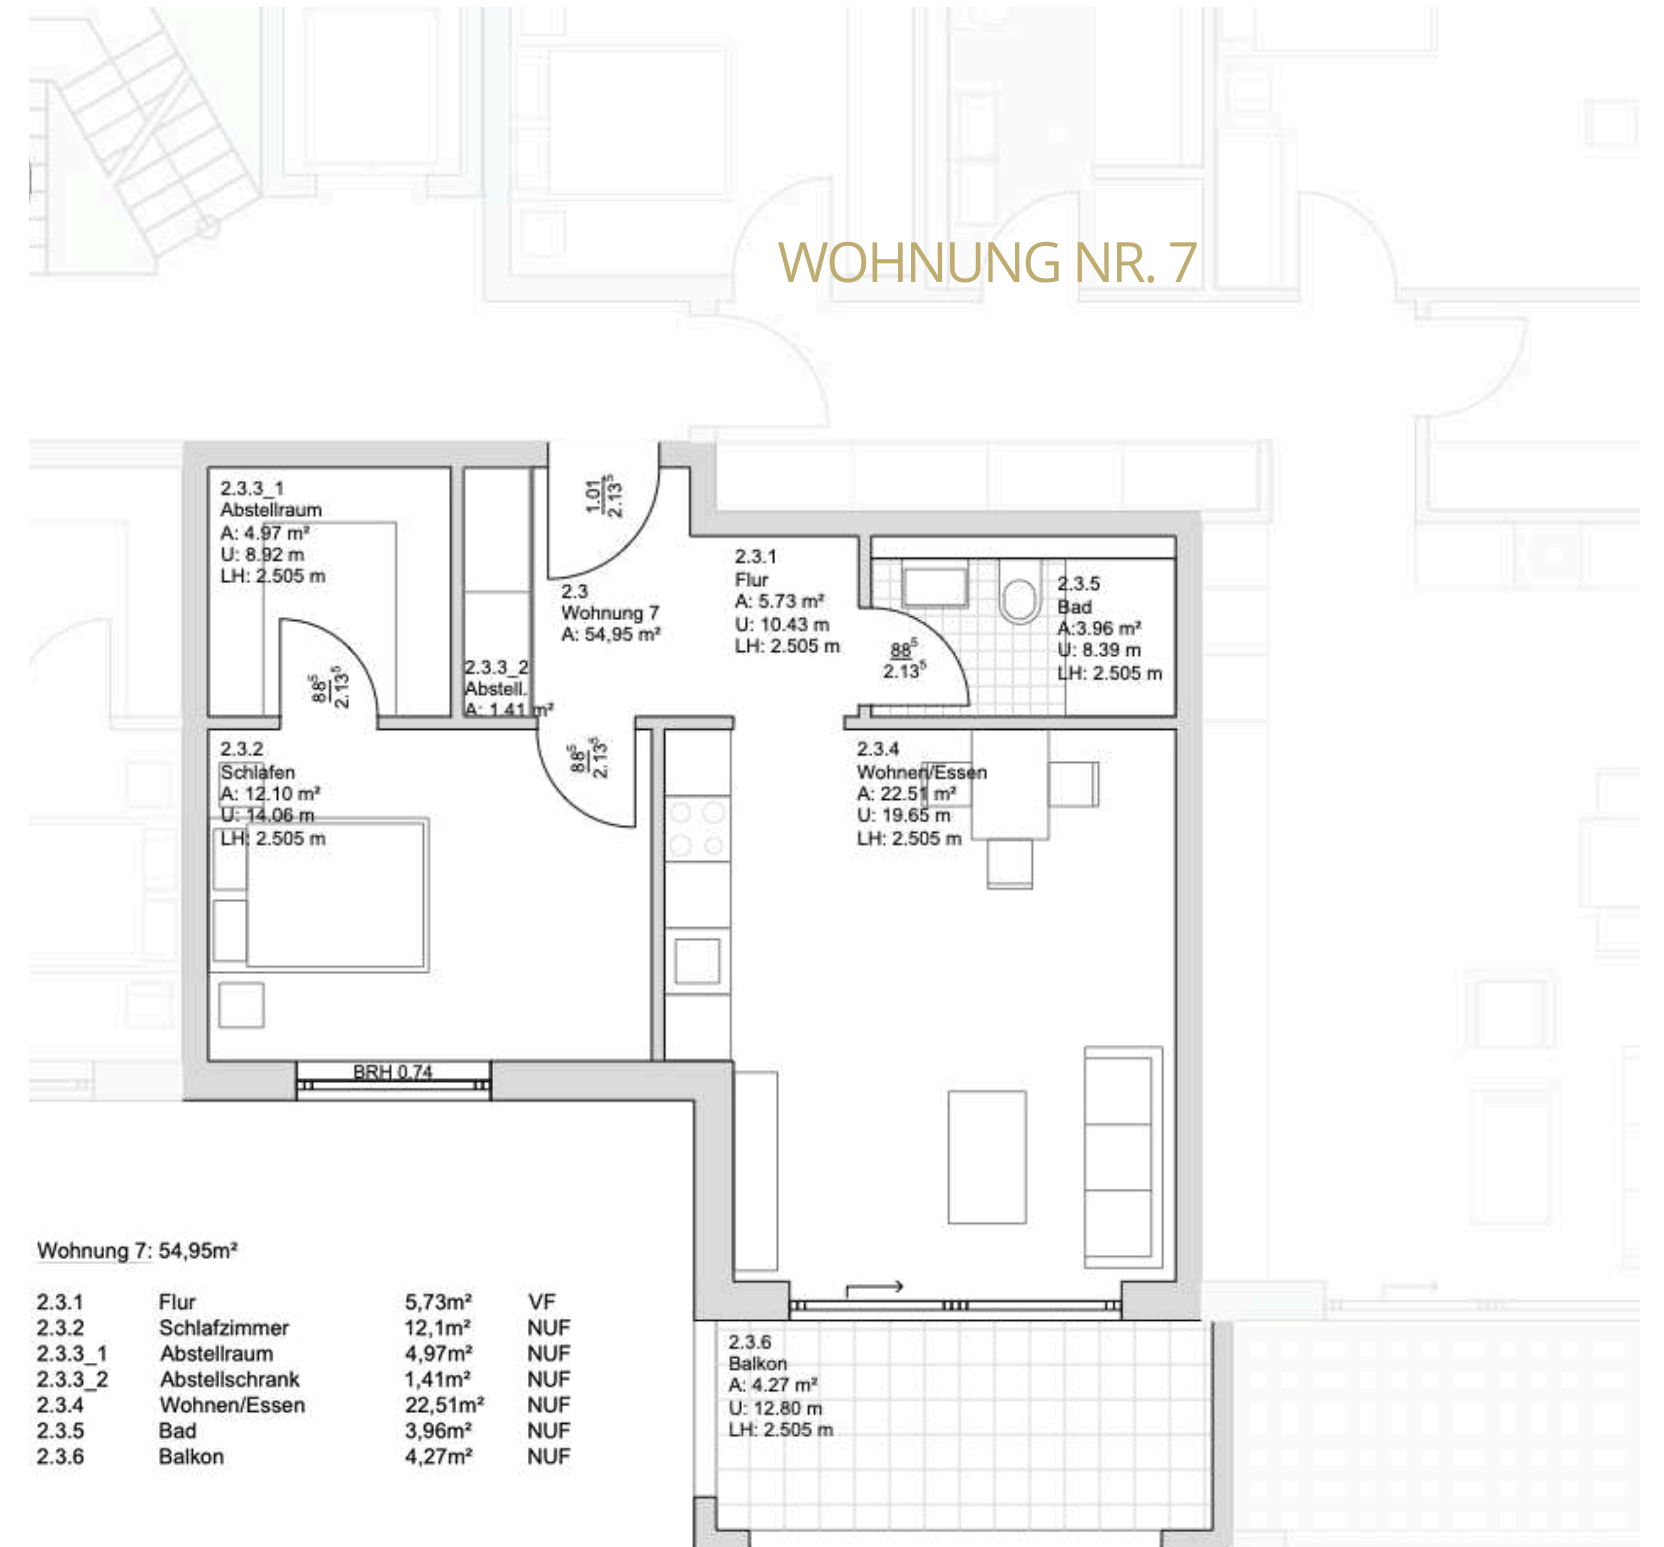 WOHNUNG NR. 7
2.3.3_1
Abstellraum
A: 4.97 m²
U: 8.92 m
LH: 2.505 m
1.01
2.13⁵
2.3
Wohnung 7
A: 54,95 m²
2.3.1
Flur
A: 5.73 m²
U: 10.43 m
LH: 2.505 m
2.3.5
Bad
A:3.96 m²
U: 8.39 m
LH: 2.505 m
88⁵
2.13⁵
88⁵
2.13⁵
2.3.3_2
Abstell.
A: 1.41 m²
88⁵
2.13⁵
2.3.2
Schlafen
A: 12.10 m²
U: 14.06 m
LH: 2.505 m
2.3.4
Wohnen/Essen
A: 22.51 m²
U: 19.65 m
LH: 2.505 m
BRH 0.74
Wohnung 7: 54,95m²
2.3.1 Flur 5,73m² VF
2.3.2 Schlafzimmer 12,1m² NUF
2.3.3_1 Abstellraum 4,97m² NUF
2.3.3_2 Abstellschrank 1,41m² NUF
2.3.4 Wohnen/Essen 22,51m² NUF
2.3.5 Bad 3,96m² NUF
2.3.6 Balkon 4,27m² NUF
2.3.6
Balkon
A: 4.27 m²
U: 12.80 m
LH: 2.505 m